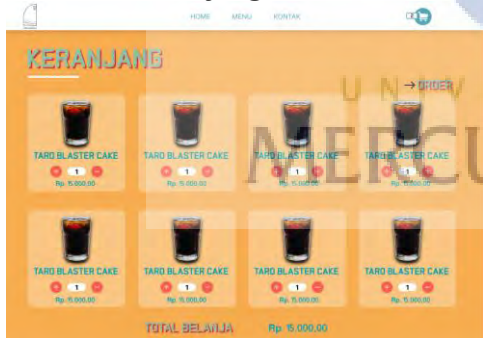 HOME MENU KONTAK
KERANJANG
→ ORDER
UNIV
MERCU
TARO BLASTER CAKE TARO BLASTER CAKE TARO BLASTER CAKE TARO BLASTER CAKE
+ 1 - + 1 - + 1 - + 1 -
Rp. 15.000,00 Rp. 15.000,00 Rp. 15.000,00 Rp. 15.000,00
TARO BLASTER CAKE TARO BLASTER CAKE TARO BLASTER CAKE TARO BLASTER CAKE
+ 1 - + 1 - + 1 - + 1 -
Rp. 15.000,00 Rp. 15.000,00 Rp. 15.000,00 Rp. 15.000,00
TOTAL BELANJA Rp. 15.000,00